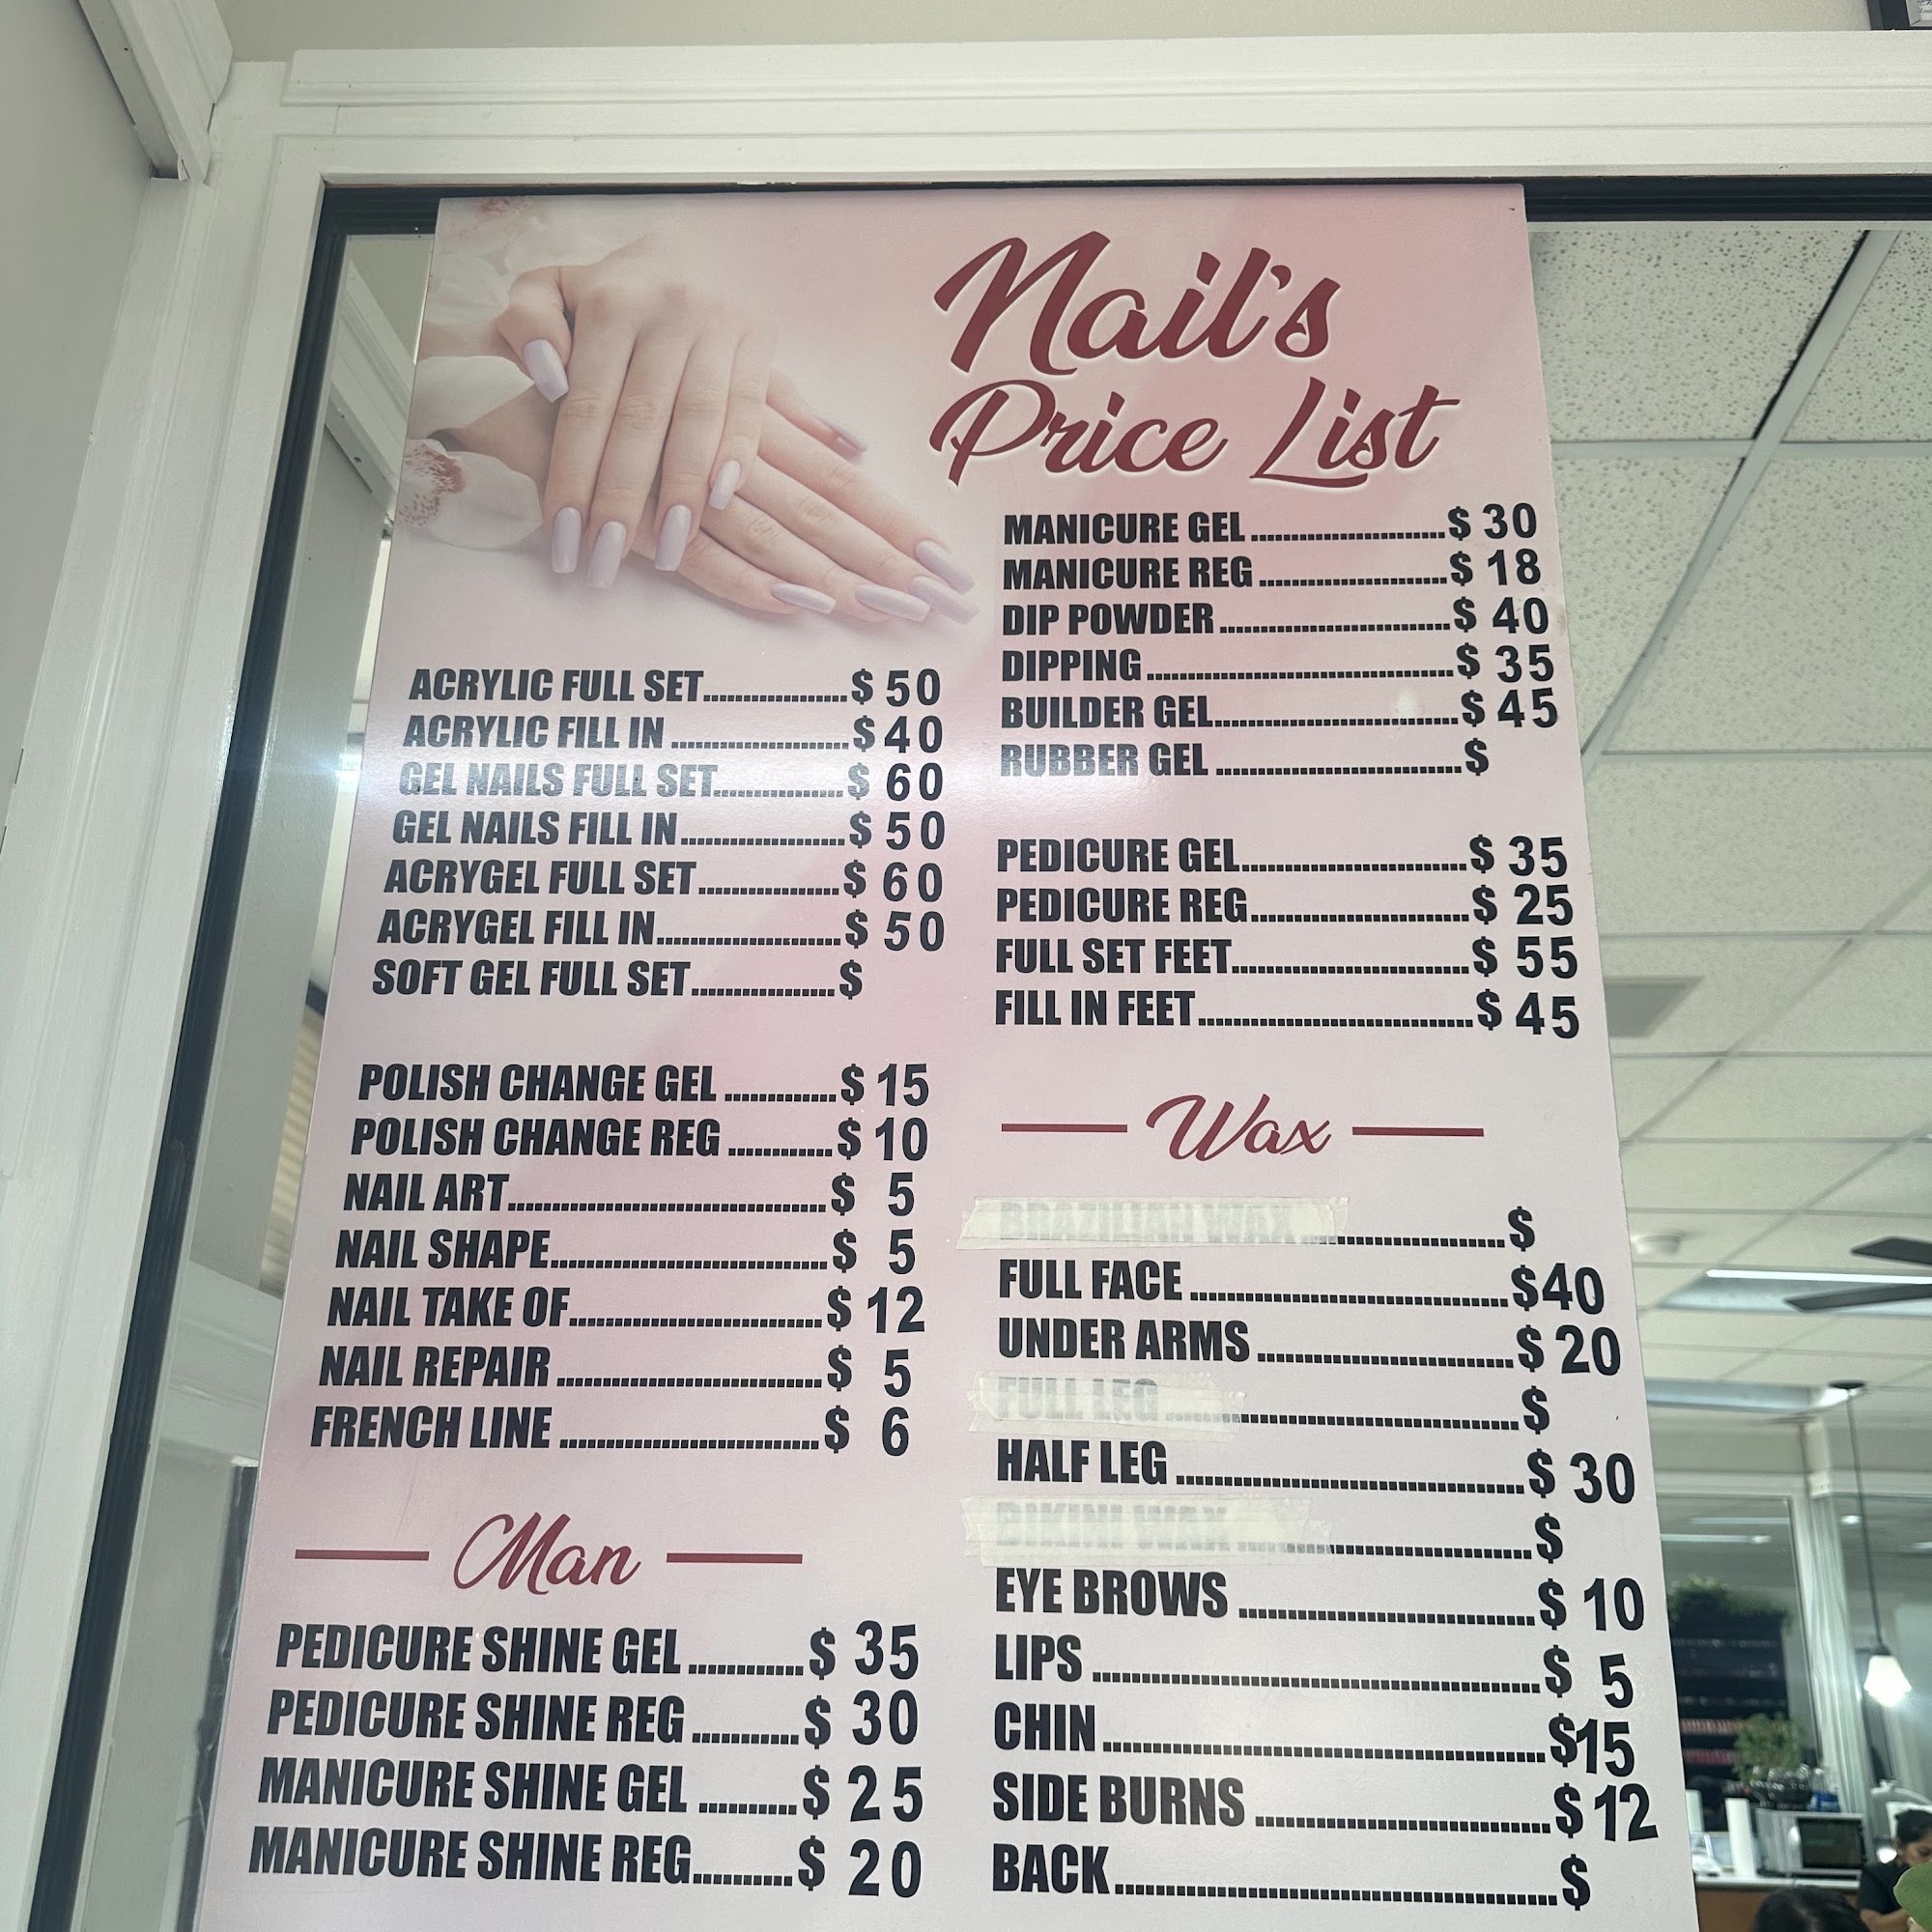 Nail's
Price List
ACRYLIC FULL SET....................$ 50
ACRYLIC FILL IN ....................$ 40
GEL NAILS FULL SET....................$ 60
GEL NAILS FILL IN....................$ 50
ACRYGEL FULL SET....................$ 60
ACRYGEL FILL IN....................$ 50
SOFT GEL FULL SET....................$
POLISH CHANGE GEL ....................$ 15
POLISH CHANGE REG ....................$ 10
NAIL ART....................$ 5
NAIL SHAPE....................$ 5
NAIL TAKE OF....................$ 12
NAIL REPAIR ....................$ 5
FRENCH LINE ....................$ 6
Man
PEDICURE SHINE GEL ....................$ 35
PEDICURE SHINE REG ....................$ 30
MANICURE SHINE GEL ....................$ 25
MANICURE SHINE REG....................$ 20
MANICURE GEL ....................$ 30
MANICURE REG ....................$ 18
DIP POWDER ....................$ 40
DIPPING ....................$ 35
BUILDER GEL....................$ 45
RUBBER GEL ....................$
PEDICURE GEL....................$ 35
PEDICURE REG....................$ 25
FULL SET FEET....................$ 55
FILL IN FEET....................$ 45
Wax
BRAZILIAN WAX ....................$
FULL FACE ....................$40
UNDER ARMS ....................$ 20
FULL LEG ....................$
HALF LEG ....................$ 30
BIKINI WAX ....................$
EYE BROWS ....................$ 10
LIPS ....................$ 5
CHIN ....................$15
SIDE BURNS ....................$ 12
BACK....................$